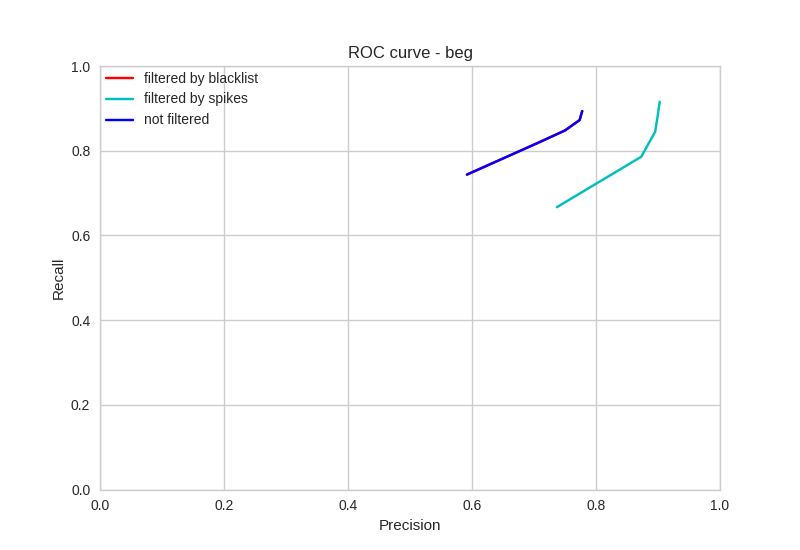 ROC curve - beg
1.0
filtered by blacklist
filtered by spikes
not filtered
0.8
0.6
Recall
0.4
0.2
0.0
0.0 0.2 0.4 0.6 0.8 1.0
Precision